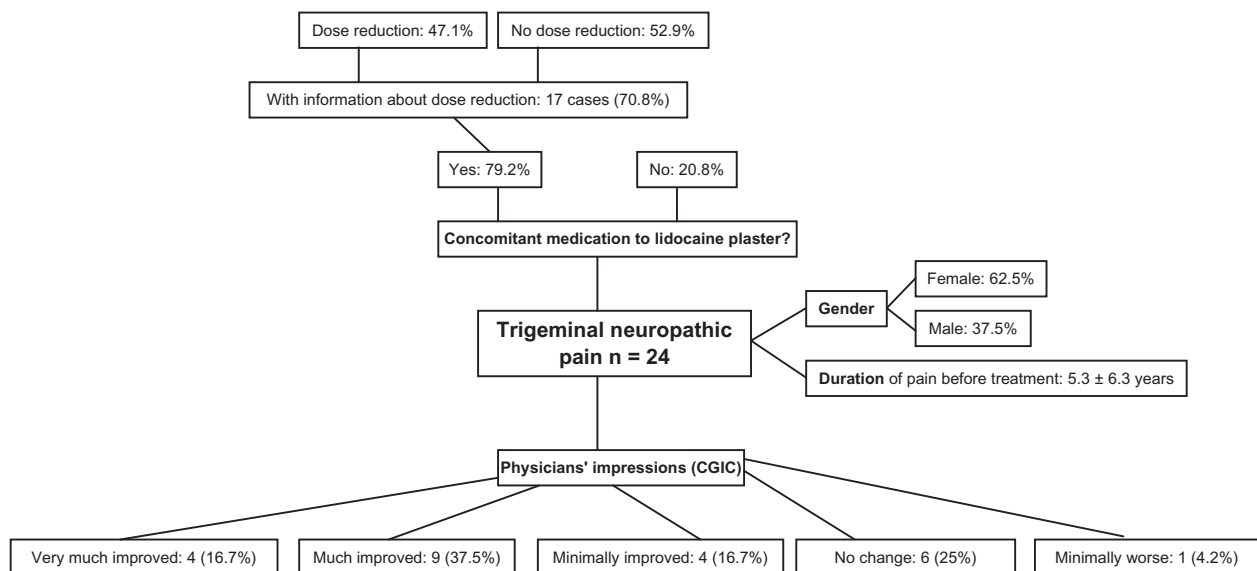 Dose reduction: 47.1%
No dose reduction: 52.9%
With information about dose reduction: 17 cases (70.8%)
Yes: 79.2%
No: 20.8%
Concomitant medication to lidocaine plaster?
Female: 62.5%
Gender
Male: 37.5%
Trigeminal neuropathic
pain n = 24
Duration of pain before treatment: 5.3 ± 6.3 years
Physicians' impressions (CGIC)
Very much improved: 4 (16.7%)
Much improved: 9 (37.5%)
Minimally improved: 4 (16.7%)
No change: 6 (25%)
Minimally worse: 1 (4.2%)